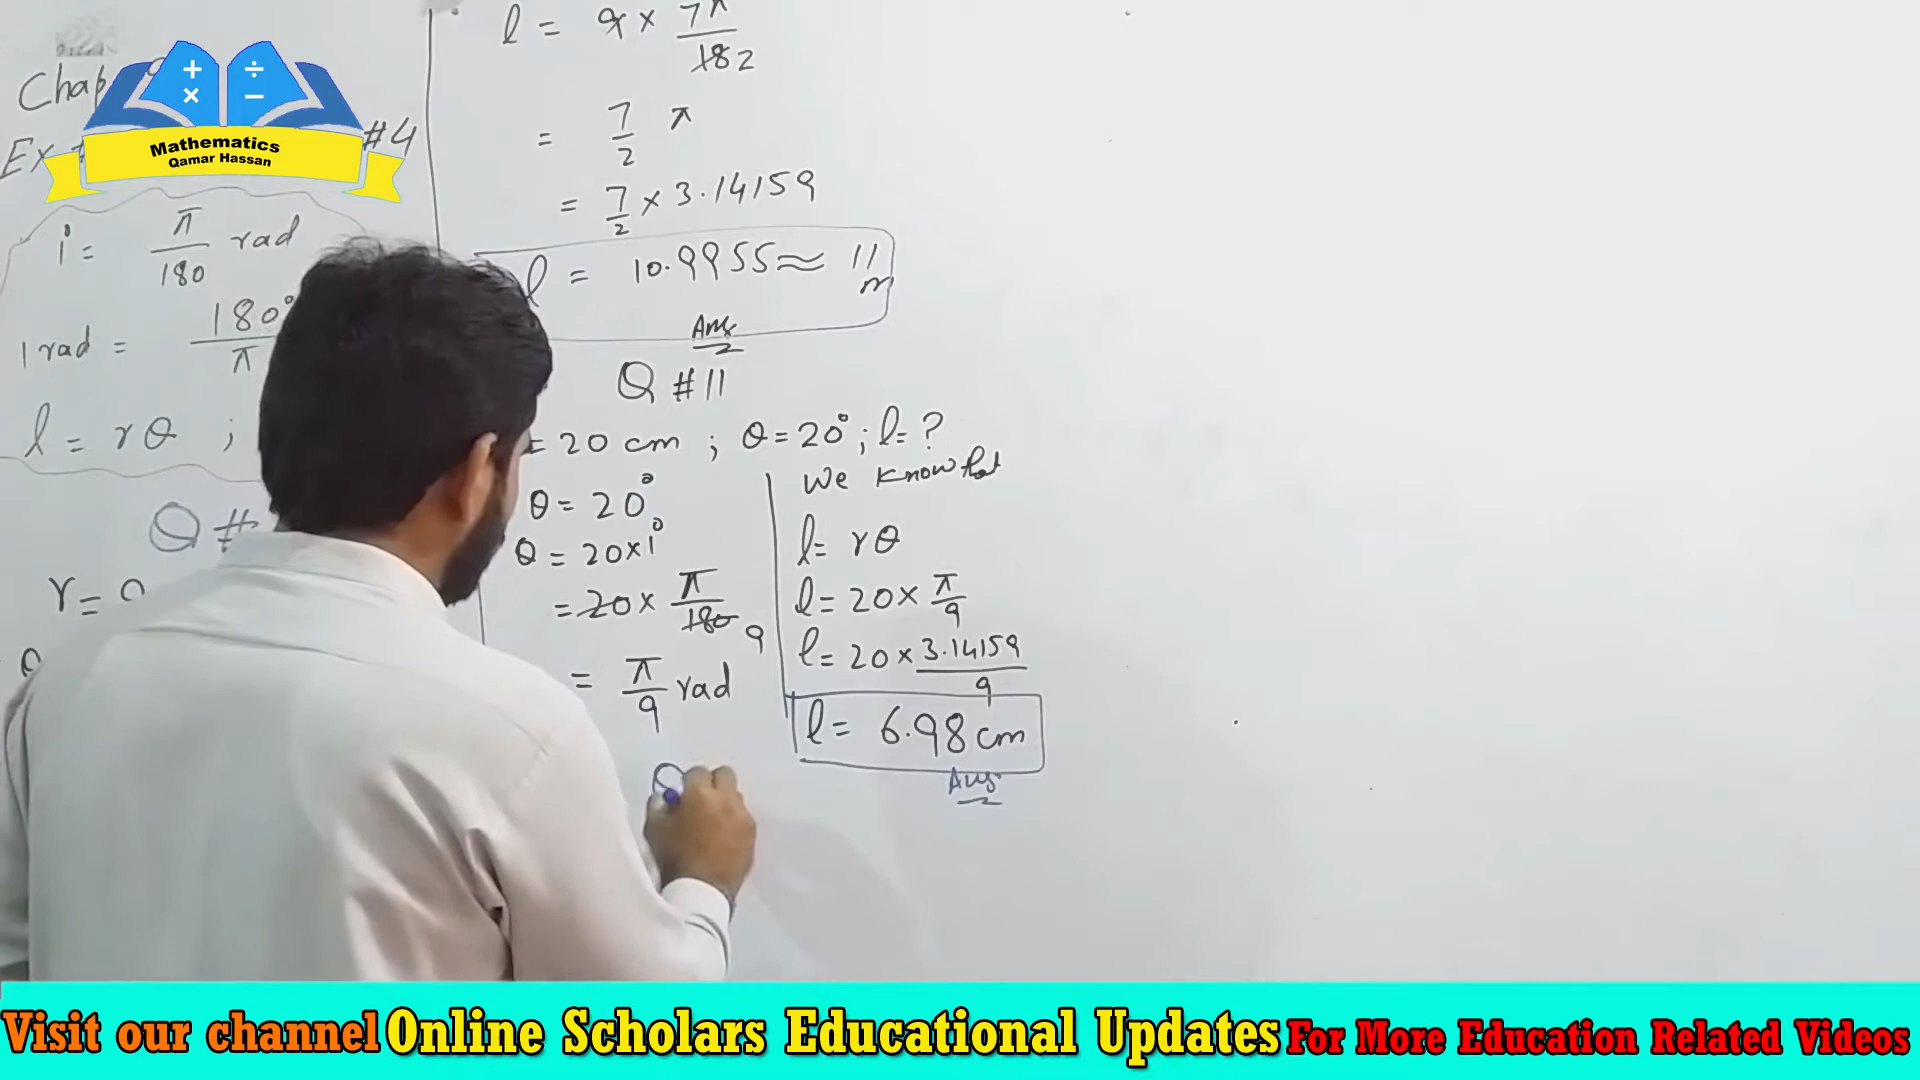 Chap
Ex #4
+ ÷
× −
Mathematics
Qamar Hassan
1° = π/180 rad
1 rad = 180°/π
l = rθ ;
Q #
r = 9
l = 9 × 7π/18 2
= 7/2 π
= 7/2 × 3.14159
l = 10.9955 ≈ 11 m
Ans
Q #11
= 20 cm ; θ = 20° ; l = ?
θ = 20°
θ = 20×1°
= 20 × π/180 9
= π/9 rad
We know that
l = rθ
l = 20 × π/9
l = 20 × 3.14159/9
l = 6.98 cm
Ans
Q
Visit our channel Online Scholars Educational Updates For More Education Related Videos